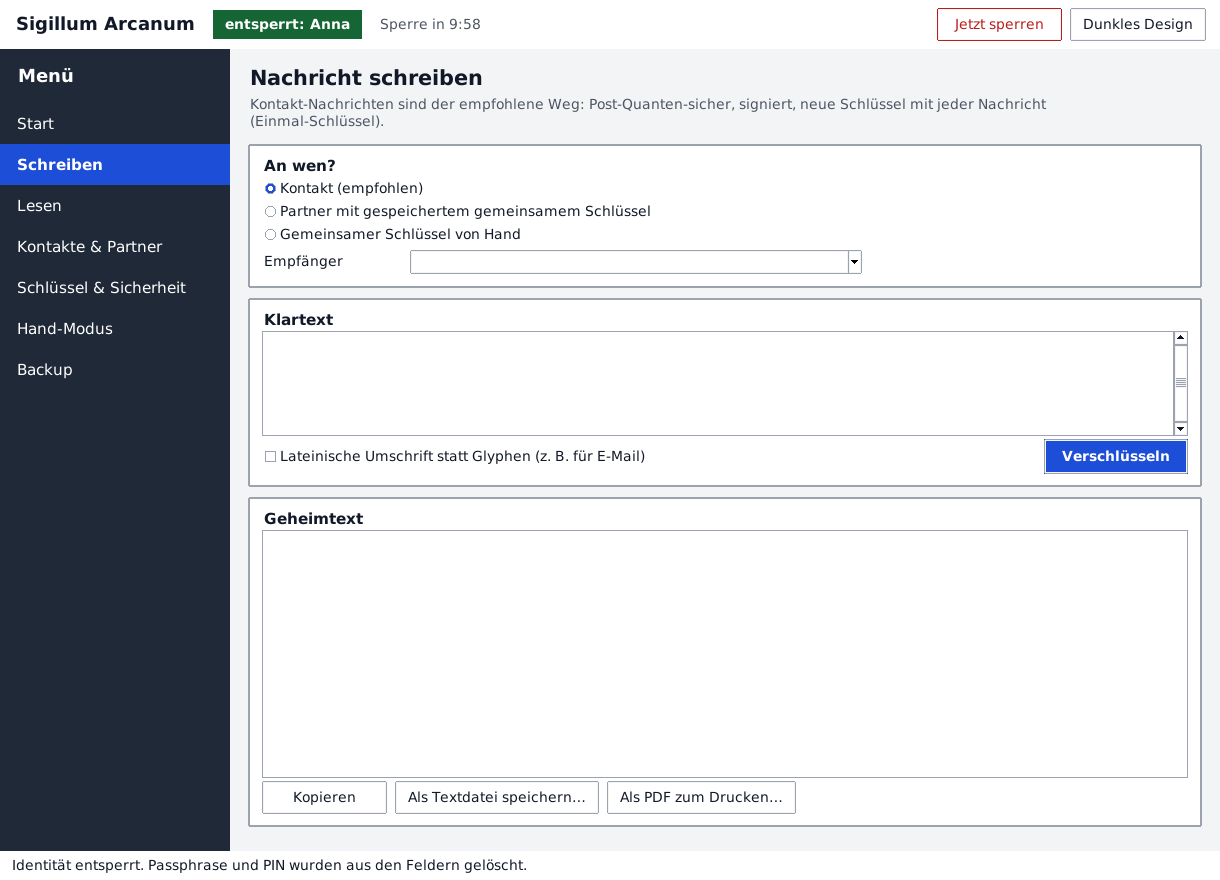 Sigillum Arcanum
entsperrt: Anna
Sperre in 9:58
Jetzt sperren
Dunkles Design
Menü
Start
Schreiben
Lesen
Kontakte & Partner
Schlüssel & Sicherheit
Hand-Modus
Backup
Nachricht schreiben
Kontakt-Nachrichten sind der empfohlene Weg: Post-Quanten-sicher, signiert, neue Schlüssel mit jeder Nachricht
(Einmal-Schlüssel).
An wen?
Kontakt (empfohlen)
Partner mit gespeichertem gemeinsamem Schlüssel
Gemeinsamer Schlüssel von Hand
Empfänger
Klartext
Lateinische Umschrift statt Glyphen (z. B. für E-Mail)
Verschlüsseln
Geheimtext
Kopieren
Als Textdatei speichern…
Als PDF zum Drucken…
Identität entsperrt. Passphrase und PIN wurden aus den Feldern gelöscht.